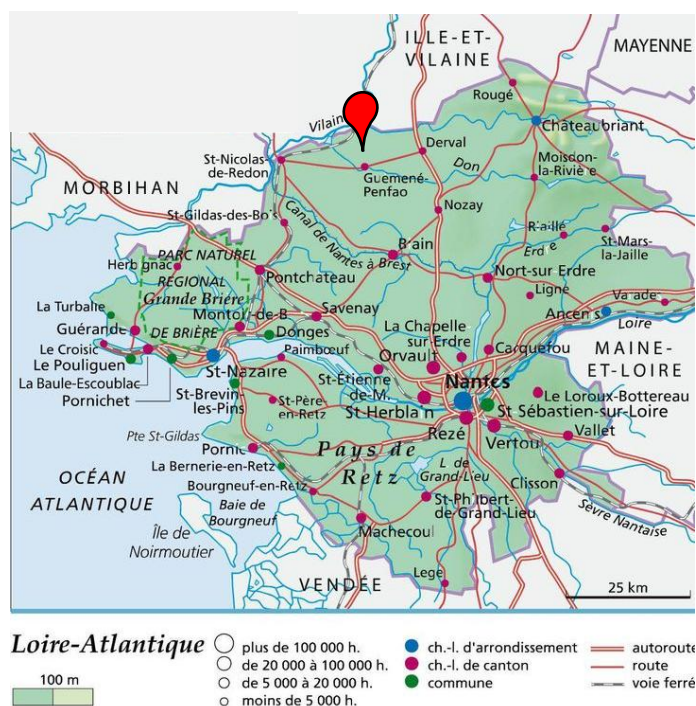 ILLE-ET-
VILAINE
MAYENNE
Rougé
Vilaine
Châteaubriant
Derval
St-Nicolas-
de-Redon
Don
Moisdon-
la-Rivière
Guemené-
Penfao
MORBIHAN
St-Gildas-des-Bois
Nozay
Canal de Nantes à Brest
Riaillé
Erdre
St-Mars-
la-Jaille
Blain
PARC NATUREL
Herbignac
RÉGIONAL
Pontchateau
Nort-sur Erdre
Grande Brière
Ligné
La Turballe
Varade
Savenay
Ancenis
Montoir-de-B
Guérande
DE BRIÈRE
Donges
Loire
La Chapelle
sur-Erdre
Le Croisic
Paimbœuf
Carquefou
MAINE-
ET-LOIRE
Le Pouliguen
Orvault
St-Nazaire
La Baule-Escoublac
St-Étienne
de-M.
Nantes
Pornichet
St-Brevin-
les-Pins
St-Père-
en-Retz
St-Herblain
Le Loroux-Bottereau
St Sébastien-sur-Loire
Rezé
Vertou
Vallet
Pte St-Gildas
Pornic
Pays de
Retz
La Bernerie-en-Retz
L de
Grand-Lieu
OCÉAN
ATLANTIQUE
Bourgneuf-en-Retz
Clisson
Baie de
Bourgneuf
St-Philbert-
de-Grand-Lieu
Sèvre Nantaise
Île de
Noirmoutier
Machecoul
VENDÉE
Legé
25 km
Loire-Atlantique
plus de 100 000 h.
de 20 000 à 100 000 h.
de 5 000 à 20 000 h.
moins de 5 000 h.
ch.-l. d'arrondissement
ch.-l. de canton
commune
autoroute
route
voie ferré
100 m